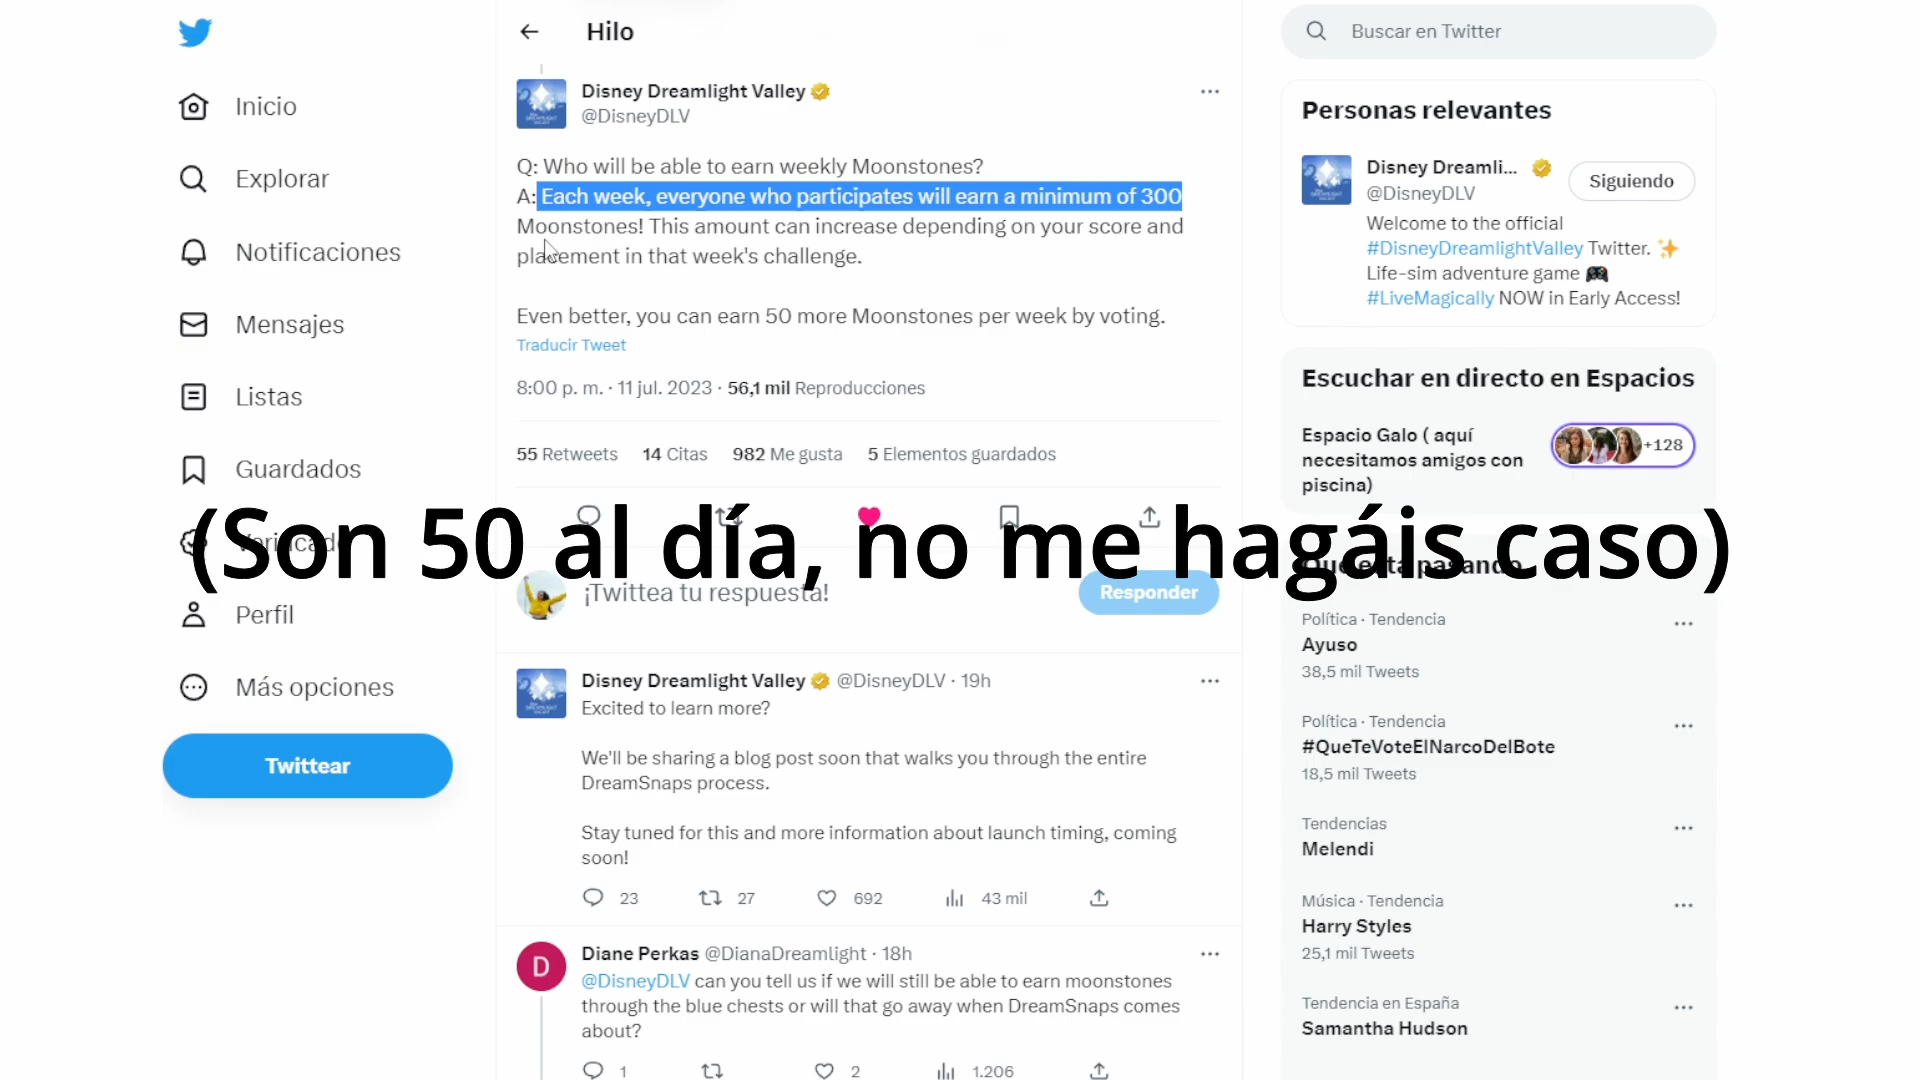 Inicio
Explorar
Notificaciones
Mensajes
Listas
Guardados
Verificado
Perfil
Más opciones
Twittear
Hilo
Disney Dreamlight Valley
@DisneyDLV
Q: Who will be able to earn weekly Moonstones?
A: Each week, everyone who participates will earn a minimum of 300
Moonstones! This amount can increase depending on your score and
placement in that week's challenge.
Even better, you can earn 50 more Moonstones per week by voting.
Traducir Tweet
8:00 p. m. · 11 jul. 2023 · 56,1 mil Reproducciones
55 Retweets 14 Citas 982 Me gusta 5 Elementos guardados
(Son 50 al día, no me hagáis caso)
¡Twittea tu respuesta!
Responder
Disney Dreamlight Valley @DisneyDLV · 19h
Excited to learn more?
We'll be sharing a blog post soon that walks you through the entire
DreamSnaps process.
Stay tuned for this and more information about launch timing, coming
soon!
23 27 692 43 mil
D
Diane Perkas @DianaDreamlight · 18h
@DisneyDLV can you tell us if we will still be able to earn moonstones
through the blue chests or will that go away when DreamSnaps comes
about?
1 2 1.206
Buscar en Twitter
Personas relevantes
Disney Dreamli...
@DisneyDLV
Siguiendo
Welcome to the official
#DisneyDreamlightValley Twitter. ✨
Life-sim adventure game 🎮
#LiveMagically NOW in Early Access!
Escuchar en directo en Espacios
Espacio Galo ( aquí
necesitamos amigos con
piscina)
+128
Qué está pasando
Política · Tendencia
Ayuso
38,5 mil Tweets
Política · Tendencia
#QueTeVoteElNarcoDelBote
18,5 mil Tweets
Tendencias
Melendi
Música · Tendencia
Harry Styles
25,1 mil Tweets
Tendencia en España
Samantha Hudson